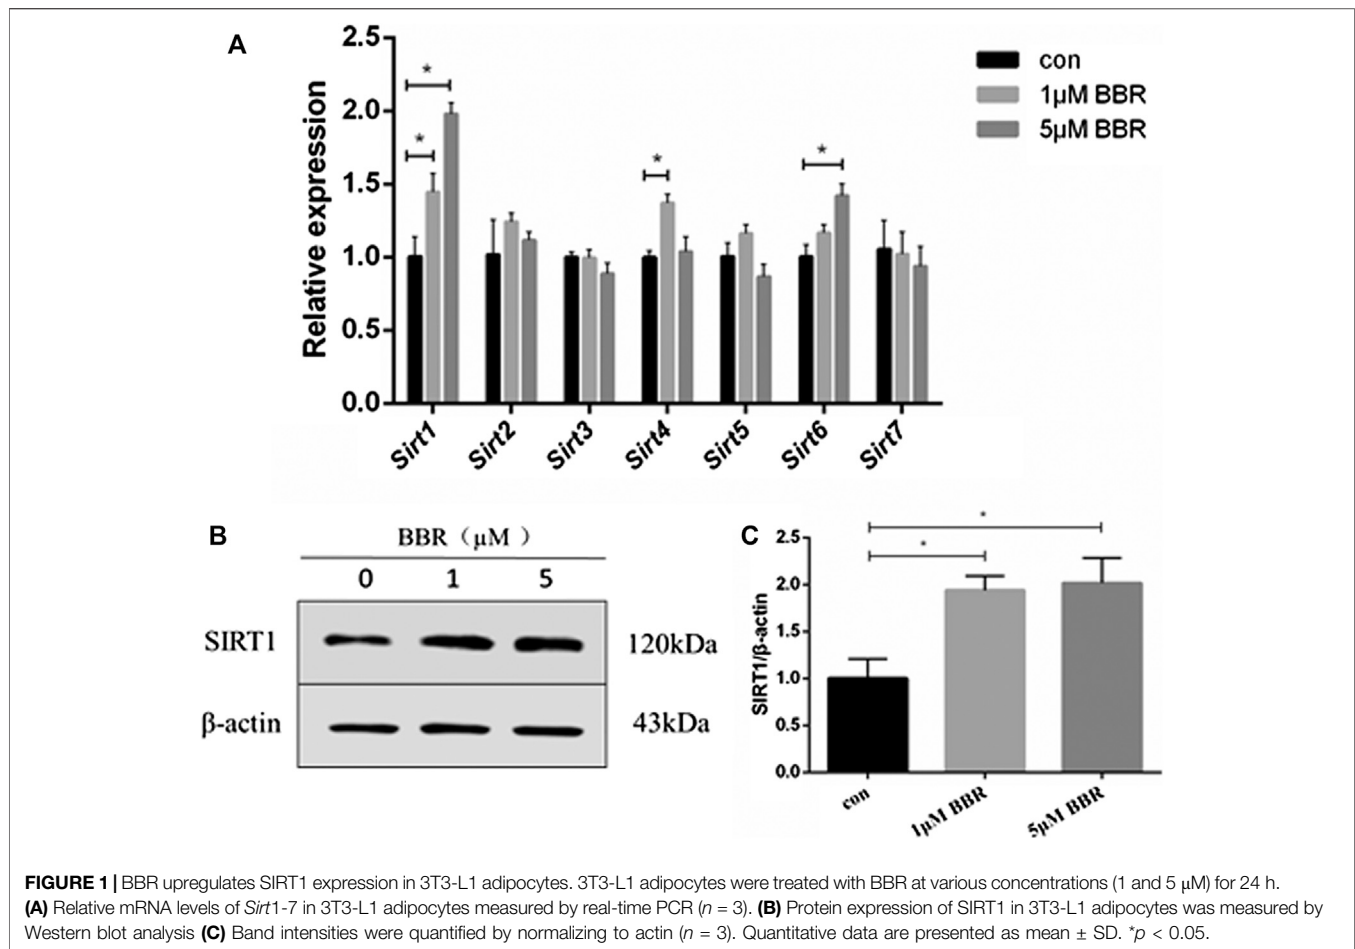 A
2.5
2.0
1.5
1.0
0.5
0.0
Relative expression
*
*
*
*
con
1μM BBR
5μM BBR
Sirt1
Sirt2
Sirt3
Sirt4
Sirt5
Sirt6
Sirt7
B
BBR（μM ）
0 1 5
SIRT1 120kDa
β-actin 43kDa
C
*
*
2.5
2.0
1.5
1.0
0.5
0.0
SIRT1/β-actin
con
1μM BBR
5μM BBR
FIGURE 1 | BBR upregulates SIRT1 expression in 3T3-L1 adipocytes. 3T3-L1 adipocytes were treated with BBR at various concentrations (1 and 5 μM) for 24 h.
(A) Relative mRNA levels of Sirt1-7 in 3T3-L1 adipocytes measured by real-time PCR (n = 3). (B) Protein expression of SIRT1 in 3T3-L1 adipocytes was measured by
Western blot analysis (C) Band intensities were quantified by normalizing to actin (n = 3). Quantitative data are presented as mean ± SD. *p < 0.05.